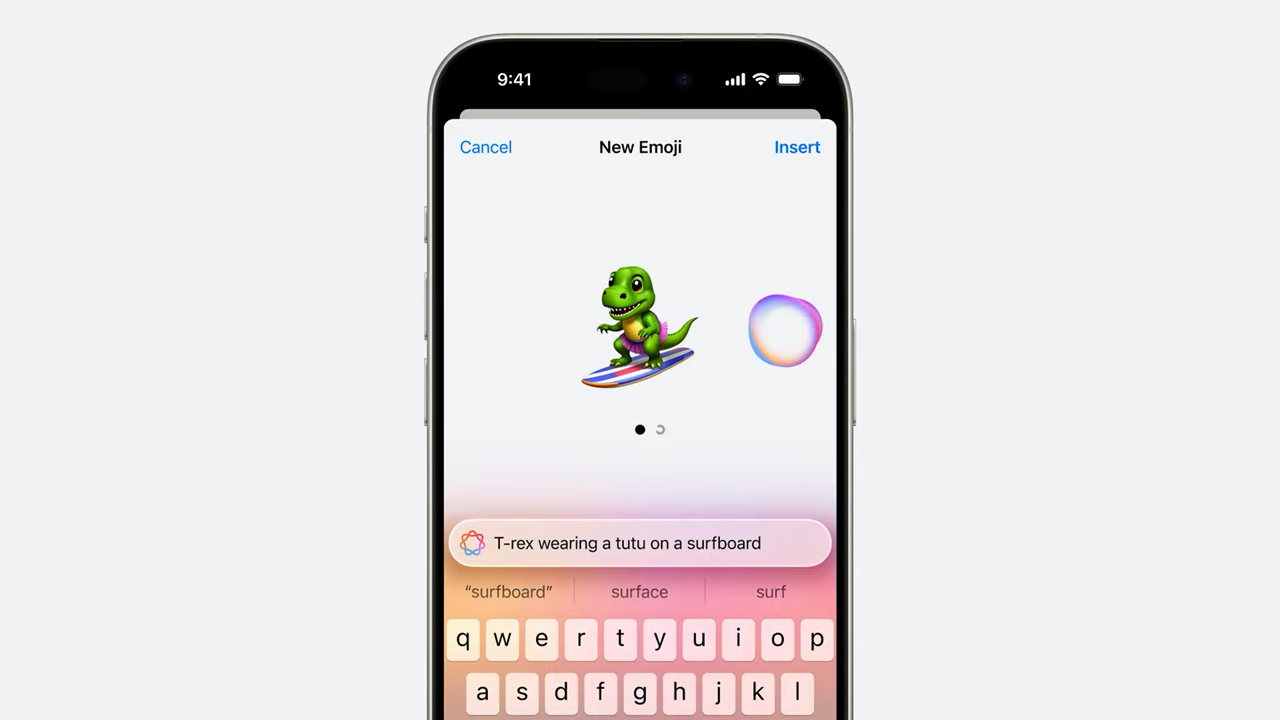 9:41
Cancel New Emoji Insert
T-rex wearing a tutu on a surfboard
“surfboard” surface surf
q w e r t y u i o p
a s d f g h j k l